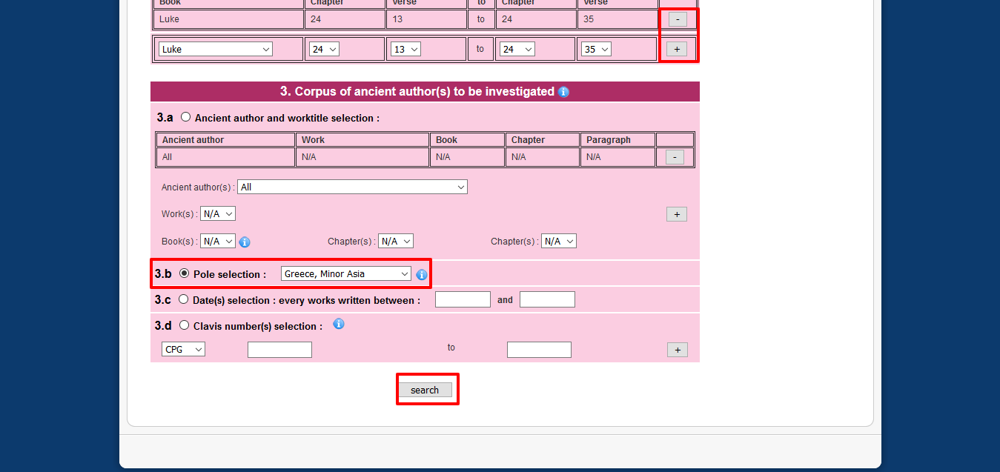 Book Chapter Verse to Chapter Verse
Luke 24 13 to 24 35 -
Luke 24 13 to 24 35 +
3. Corpus of ancient author(s) to be investigated i
3.a Ancient author and worktitle selection :
Ancient author Work Book Chapter Paragraph
All N/A N/A N/A N/A -
Ancient author(s) : All
Work(s) : N/A +
Book(s) : N/A i Chapter(s) : N/A Chapter(s) : N/A
3.b Pole selection : Greece, Minor Asia i
3.c Date(s) selection : every works written between : and
3.d Clavis number(s) selection : i
CPG to +
search